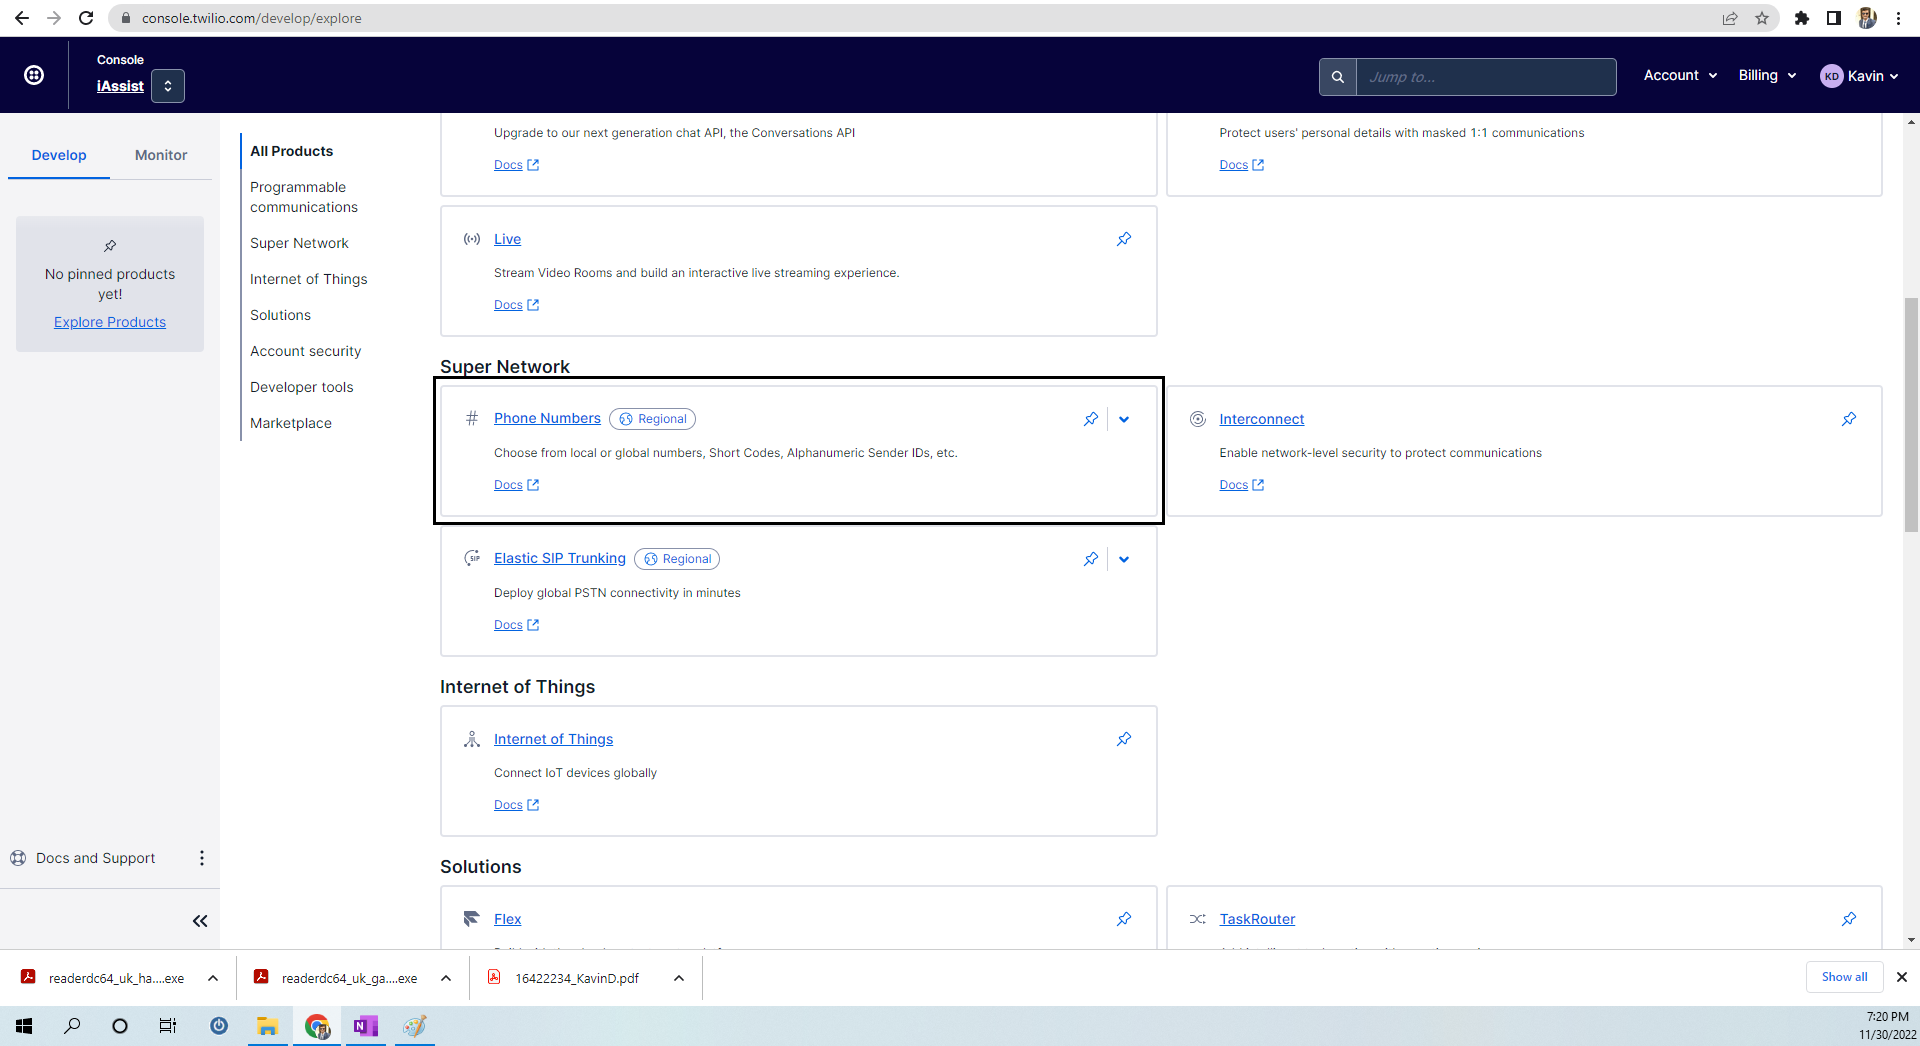 console.twilio.com/develop/explore
Console
iAssist
Jump to...
Account
Billing
KD
Kavin
Develop
Monitor
No pinned products
yet!
Explore Products
Docs and Support
All Products
Programmable
communications
Super Network
Internet of Things
Solutions
Account security
Developer tools
Marketplace
Upgrade to our next generation chat API, the Conversations API
Docs
Protect users' personal details with masked 1:1 communications
Docs
Live
Stream Video Rooms and build an interactive live streaming experience.
Docs
Super Network
# Phone Numbers Regional
Choose from local or global numbers, Short Codes, Alphanumeric Sender IDs, etc.
Docs
Interconnect
Enable network-level security to protect communications
Docs
SIP Elastic SIP Trunking Regional
Deploy global PSTN connectivity in minutes
Docs
Internet of Things
Internet of Things
Connect IoT devices globally
Docs
Solutions
Flex
TaskRouter
readerdc64_uk_ha....exe
readerdc64_uk_ga....exe
16422234_KavinD.pdf
Show all
N
7:20 PM
11/30/2022